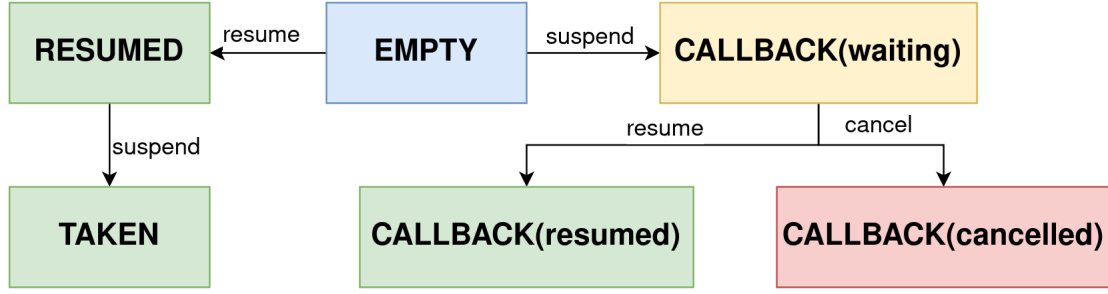 RESUMED
resume
EMPTY
suspend
CALLBACK(waiting)
suspend
resume
cancel
TAKEN
CALLBACK(resumed)
CALLBACK(cancelled)